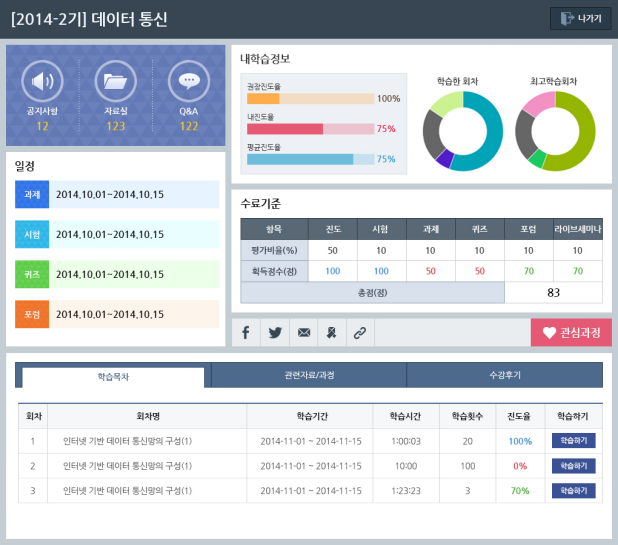 [2014-2기] 데이터 통신
나가기
공지사항
자료실
Q&A
12
123
122
내학습정보
권장진도율
100%
내진도율
75%
평균진도율
75%
학습한 회차
최고학습회차
일정
과제 2014.10.01~2014.10.15
시험 2014.10.01~2014.10.15
퀴즈 2014.10.01~2014.10.15
포럼 2014.10.01~2014.10.15
수료기준
항목 진도 시험 과제 퀴즈 포럼 라이브세미나
평가비율(%) 50 10 10 10 10 10
획득점수(점) 100 100 50 50 70 70
총점(점) 83
관심과정
학습목차 관련자료/과정 수강후기
회차 회차명 학습기간 학습시간 학습횟수 진도율 학습하기
1 인터넷 기반 데이터 통신망의 구성(1) 2014-11-01 ~ 2014-11-15 1:00:03 20 100% 학습하기
2 인터넷 기반 데이터 통신망의 구성(1) 2014-11-01 ~ 2014-11-15 10:00 100 0% 학습하기
3 인터넷 기반 데이터 통신망의 구성(1) 2014-11-01 ~ 2014-11-15 1:23:23 3 70% 학습하기